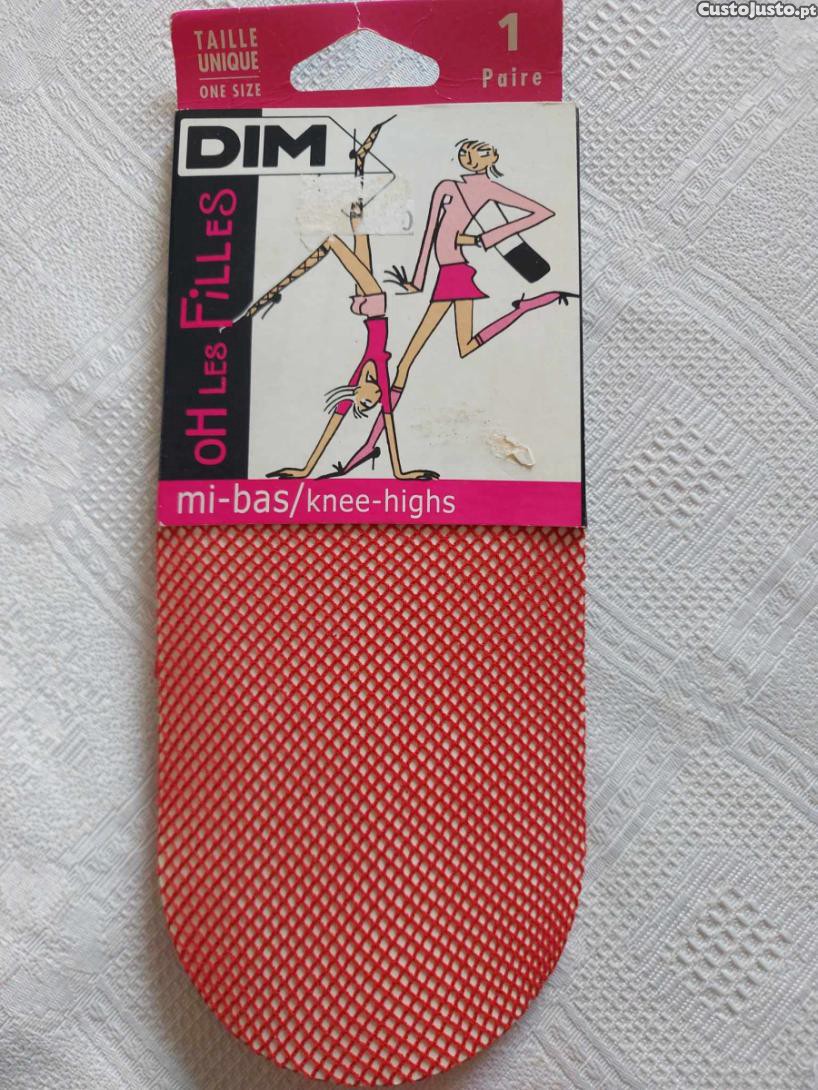 CustoJusto.pt
TAILLE
UNIQUE
ONE SIZE
1
Paire
DIM
oH LES FiLLES
mi-bas/knee-highs